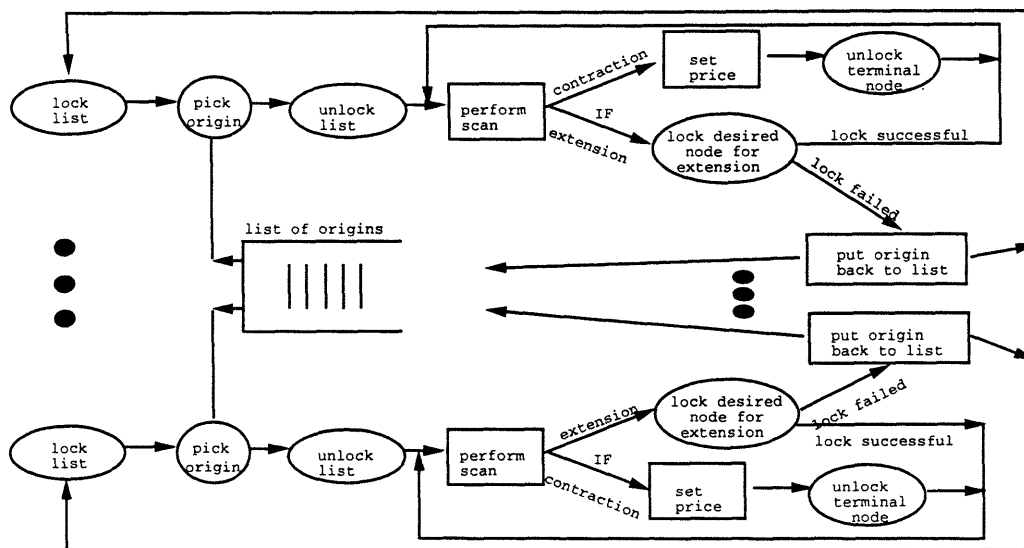 lock
list
pick
origin
unlock
list
perform
scan
contraction
IF
extension
set
price
unlock
terminal
node
lock desired
node for
extension
lock successful
lock failed
list of origins
put origin
back to list
put origin
back to list
lock
list
pick
origin
unlock
list
perform
scan
extension
IF
contraction
lock desired
node for
extension
lock failed
lock successful
set
price
unlock
terminal
node